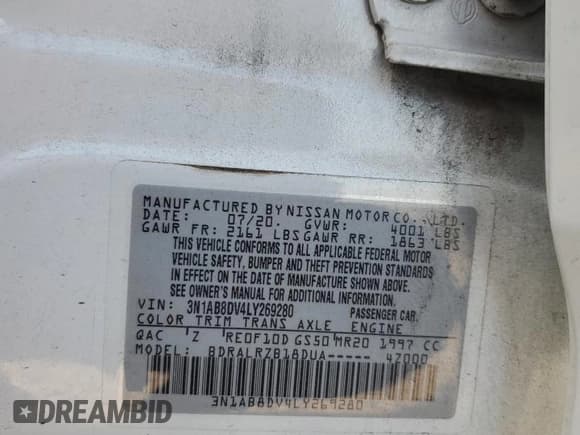 MANUFACTURED BY NISSAN MOTOR CO., LTD.
DATE: 07/20. GVWR: 4001 LBS
GAWR FR: 2161 LBS GAWR RR: 1863 LBS
THIS VEHICLE CONFORMS TO ALL APPLICABLE FEDERAL MOTOR
VEHICLE SAFETY, BUMPER AND THEFT PREVENTION STANDARDS
IN EFFECT ON THE DATE OF MANUFACTURE SHOWN ABOVE.
SEE OWNER'S MANUAL FOR ADDITIONAL INFORMATION.
VIN: 3N1AB8DV4LY269280 PASSENGER CAR.
COLOR TRIM TRANS AXLE ENGINE
QAC Z RE0F10D GS50 MR20 1997 CC
MODEL: BDRALRZB18DUA----- 47000
3N1AB8DV4LY269280
DREAMBID
DREAMBID